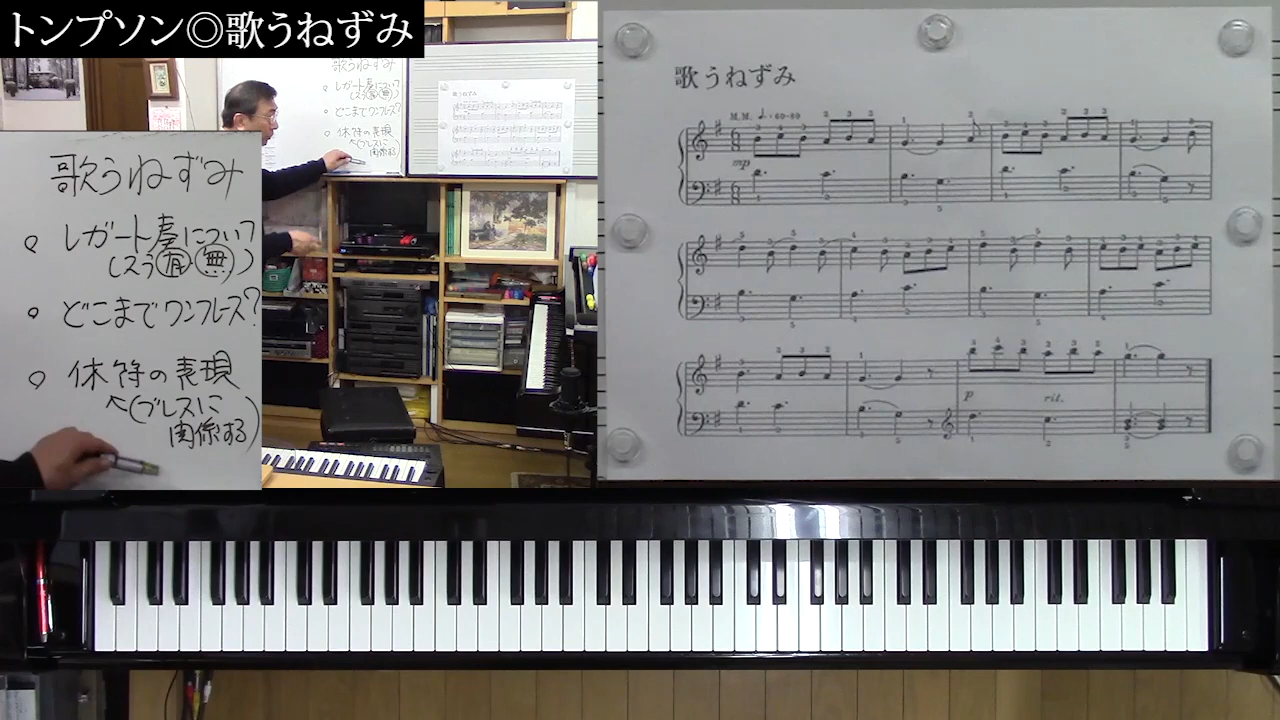 トンプソン◎歌うねずみ
歌うねずみ
。レガート奏について
(スラー有 無)
。どこまでワンフレーズ?
。休符の表現
↖(ブレスに
関係する)
歌うねずみ
M.M. ♩.=60-80
mp
p
rit.